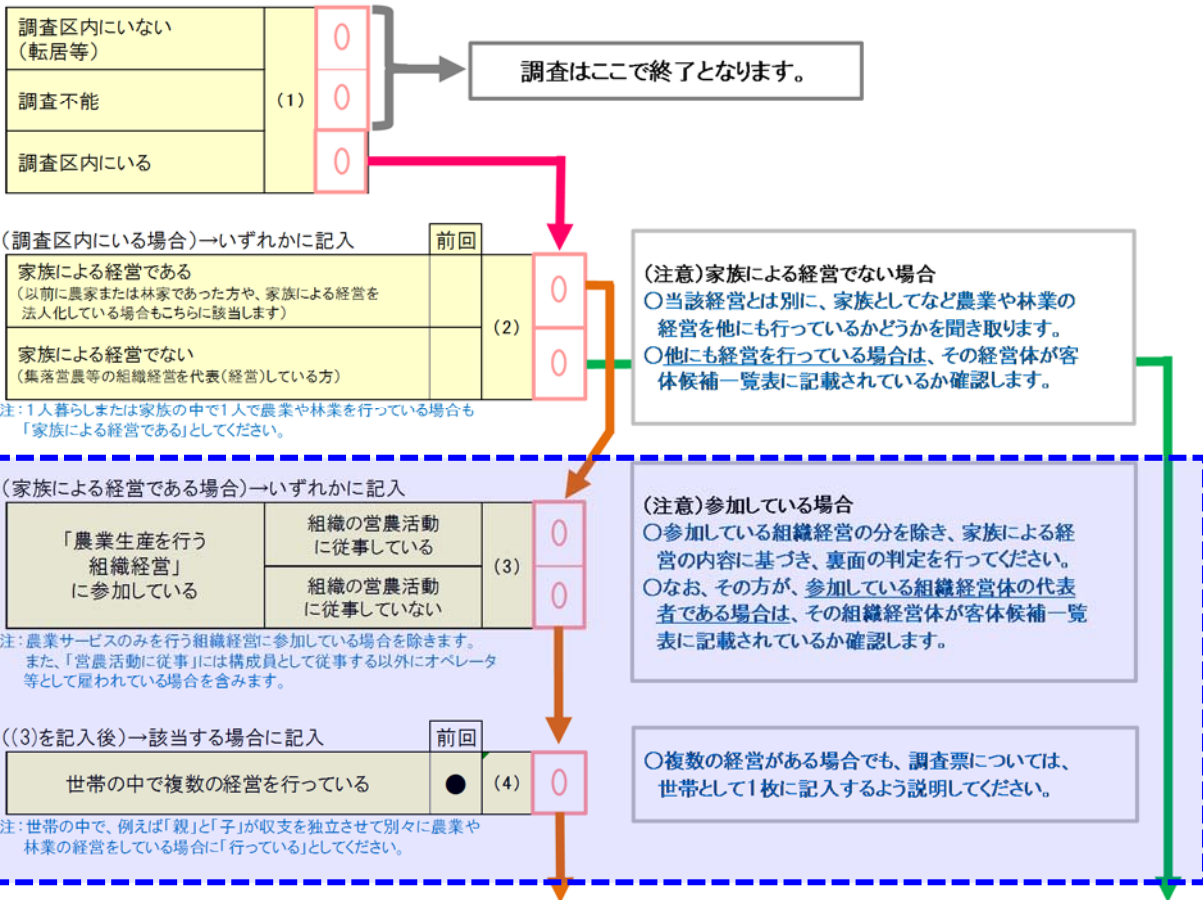 調査区内にいない
（転居等）
調査不能
(1)
調査区内にいる
調査はここで終了となります。
(調査区内にいる場合)→いずれかに記入
前回
家族による経営である
(以前に農家または林家であった方や、家族による経営を
法人化している場合もこちらに該当します)
(2)
家族による経営でない
(集落営農等の組織経営を代表(経営)している方)
注:1人暮らしまたは家族の中で1人で農業や林業を行っている場合も
「家族による経営である」としてください。
(注意)家族による経営でない場合
○当該経営とは別に、家族としてなど農業や林業の
経営を他にも行っているかどうかを聞き取ります。
○他にも経営を行っている場合は、その経営体が客
体候補一覧表に記載されているか確認します。
(家族による経営である場合)→いずれかに記入
「農業生産を行う
組織経営」
に参加している
組織の営農活動
に従事している
(3)
組織の営農活動
に従事していない
注:農業サービスのみを行う組織経営に参加している場合を除きます。
また、「営農活動に従事」には構成員として従事する以外にオペレータ
等として雇われている場合を含みます。
(注意)参加している場合
○参加している組織経営の分を除き、家族による経
営の内容に基づき、裏面の判定を行ってください。
○なお、その方が、参加している組織経営体の代表
者である場合は、その組織経営体が客体候補一覧
表に記載されているか確認します。
((3)を記入後)→該当する場合に記入
前回
世帯の中で複数の経営を行っている
●
(4)
注:世帯の中で、例えば「親」と「子」が収支を独立させて別々に農業や
林業の経営をしている場合に「行っている」としてください。
○複数の経営がある場合でも、調査票については、
世帯として1枚に記入するよう説明してください。